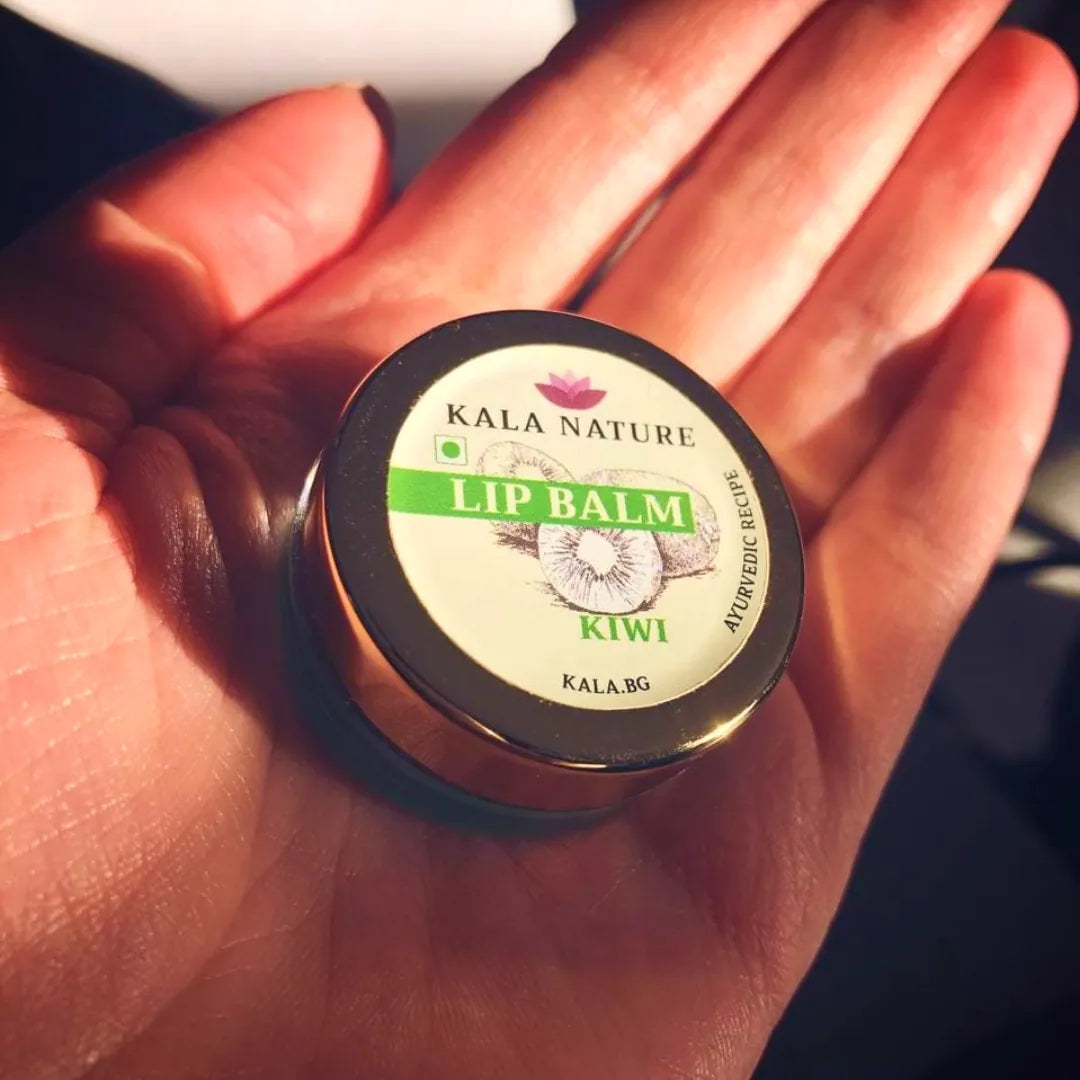 KALA NATURE
LIP BALM
KIWI
AYURVEDIC RECIPE
KALA.BG